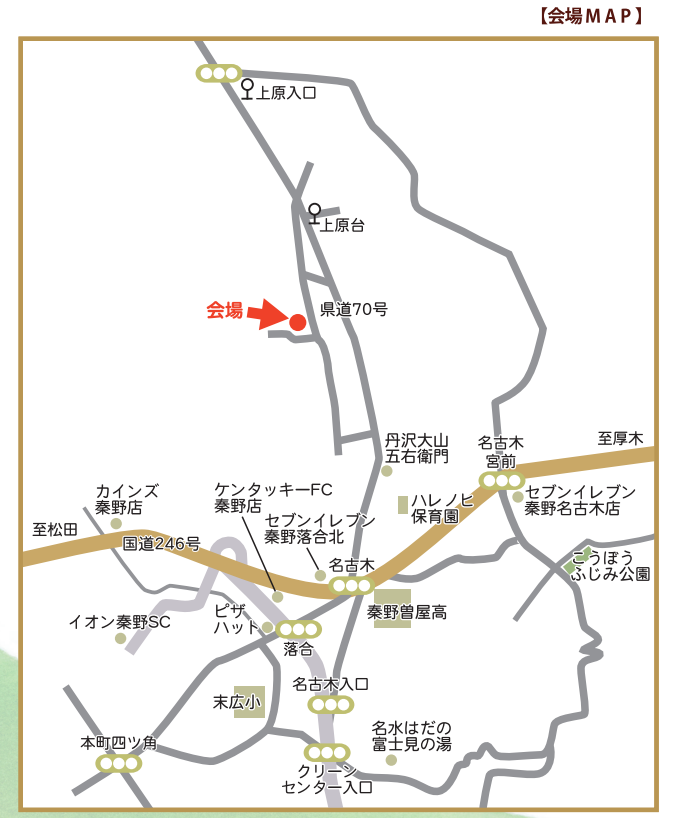 【会場ＭＡＰ】
上原入口
上原台
会場
県道70号
丹沢大山
五右衛門
名古木
宮前
至厚木
カインズ
秦野店
ケンタッキーFC
秦野店
ハレノヒ
保育園
セブンイレブン
秦野名古木店
セブンイレブン
秦野落合北
至松田
国道246号
名古木
こうぼう
ふじみ公園
イオン秦野SC
ピザ
ハット
秦野曽屋高
落合
名古木入口
末広小
名水はだの
富士見の湯
本町四ツ角
クリーン
センター入口